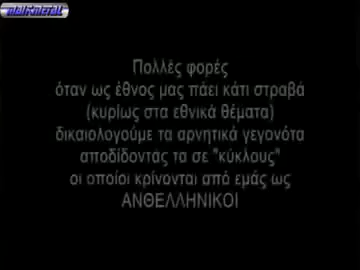 Πολλές φορές
όταν ως έθνος μας πάει κάτι στραβά
(κυρίως στα εθνικά θέματα)
δικαιολογούμε τα αρνητικά γεγονότα
αποδίδοντάς τα σε "κύκλους"
οι οποίοι κρίνονται από εμάς ως
ΑΝΘΕΛΛΗΝΙΚΟΙ